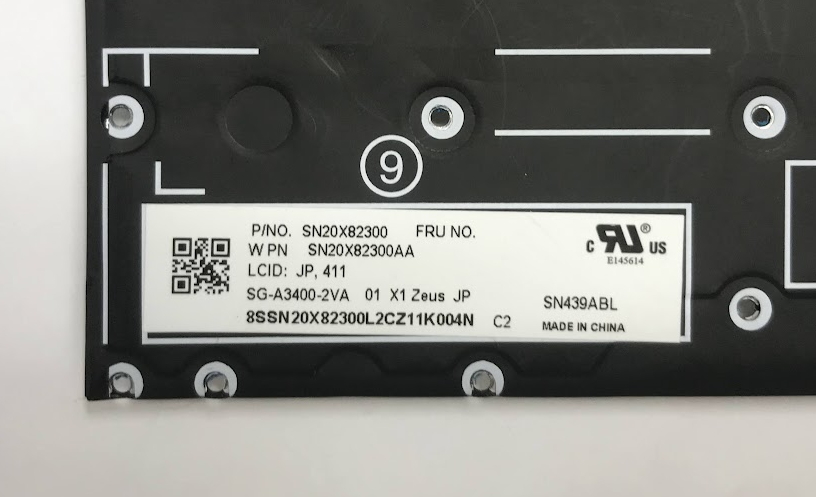 9
P/NO. SN20X82300 FRU NO.
W PN SN20X82300AA
LCID: JP, 411
SG-A3400-2VA 01 X1 Zeus JP
8SSN20X82300L2CZ11K004N C2
c RU ® US
E145614
SN439ABL
MADE IN CHINA